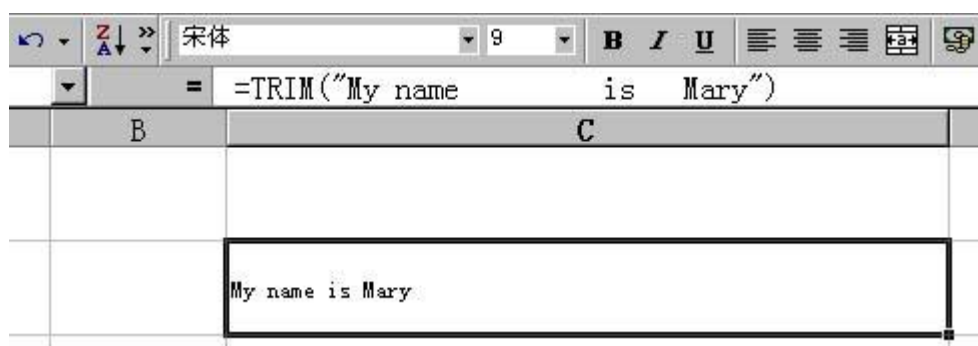 宋体 9 B I U
= =TRIM("My name          is   Mary")
B C
My name is Mary